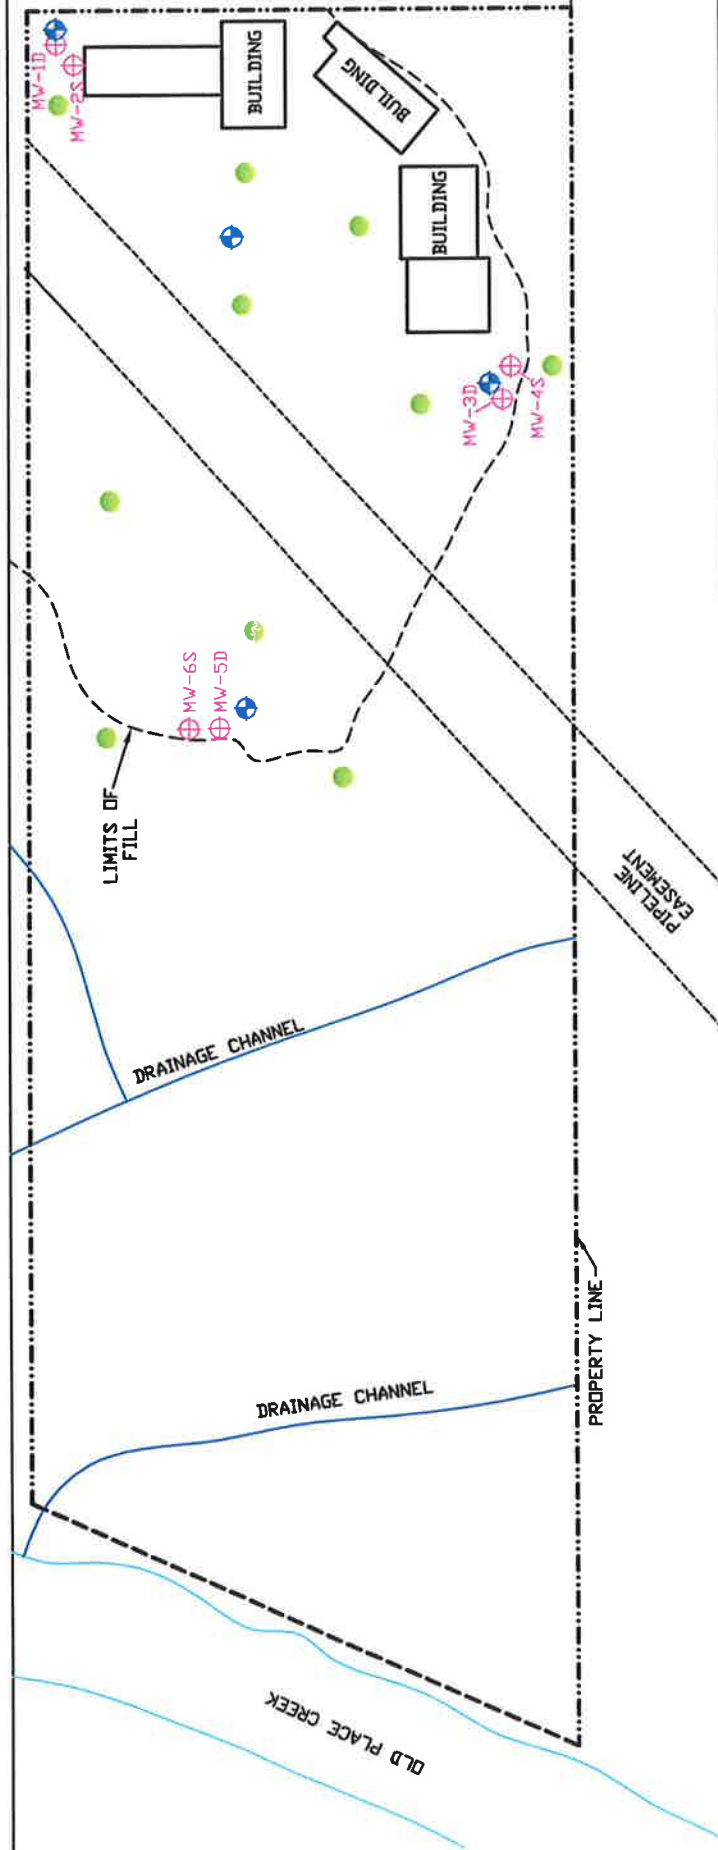 MW-1D
MW-2S
BUILDING
BUILDING
BUILDING
MW-3D
MW-4S
MW-6S
MW-5D
LIMITS OF
FILL
PIPELINE
EASEMENT
DRAINAGE CHANNEL
PROPERTY LINE
DRAINAGE CHANNEL
OLD PLACE CREEK